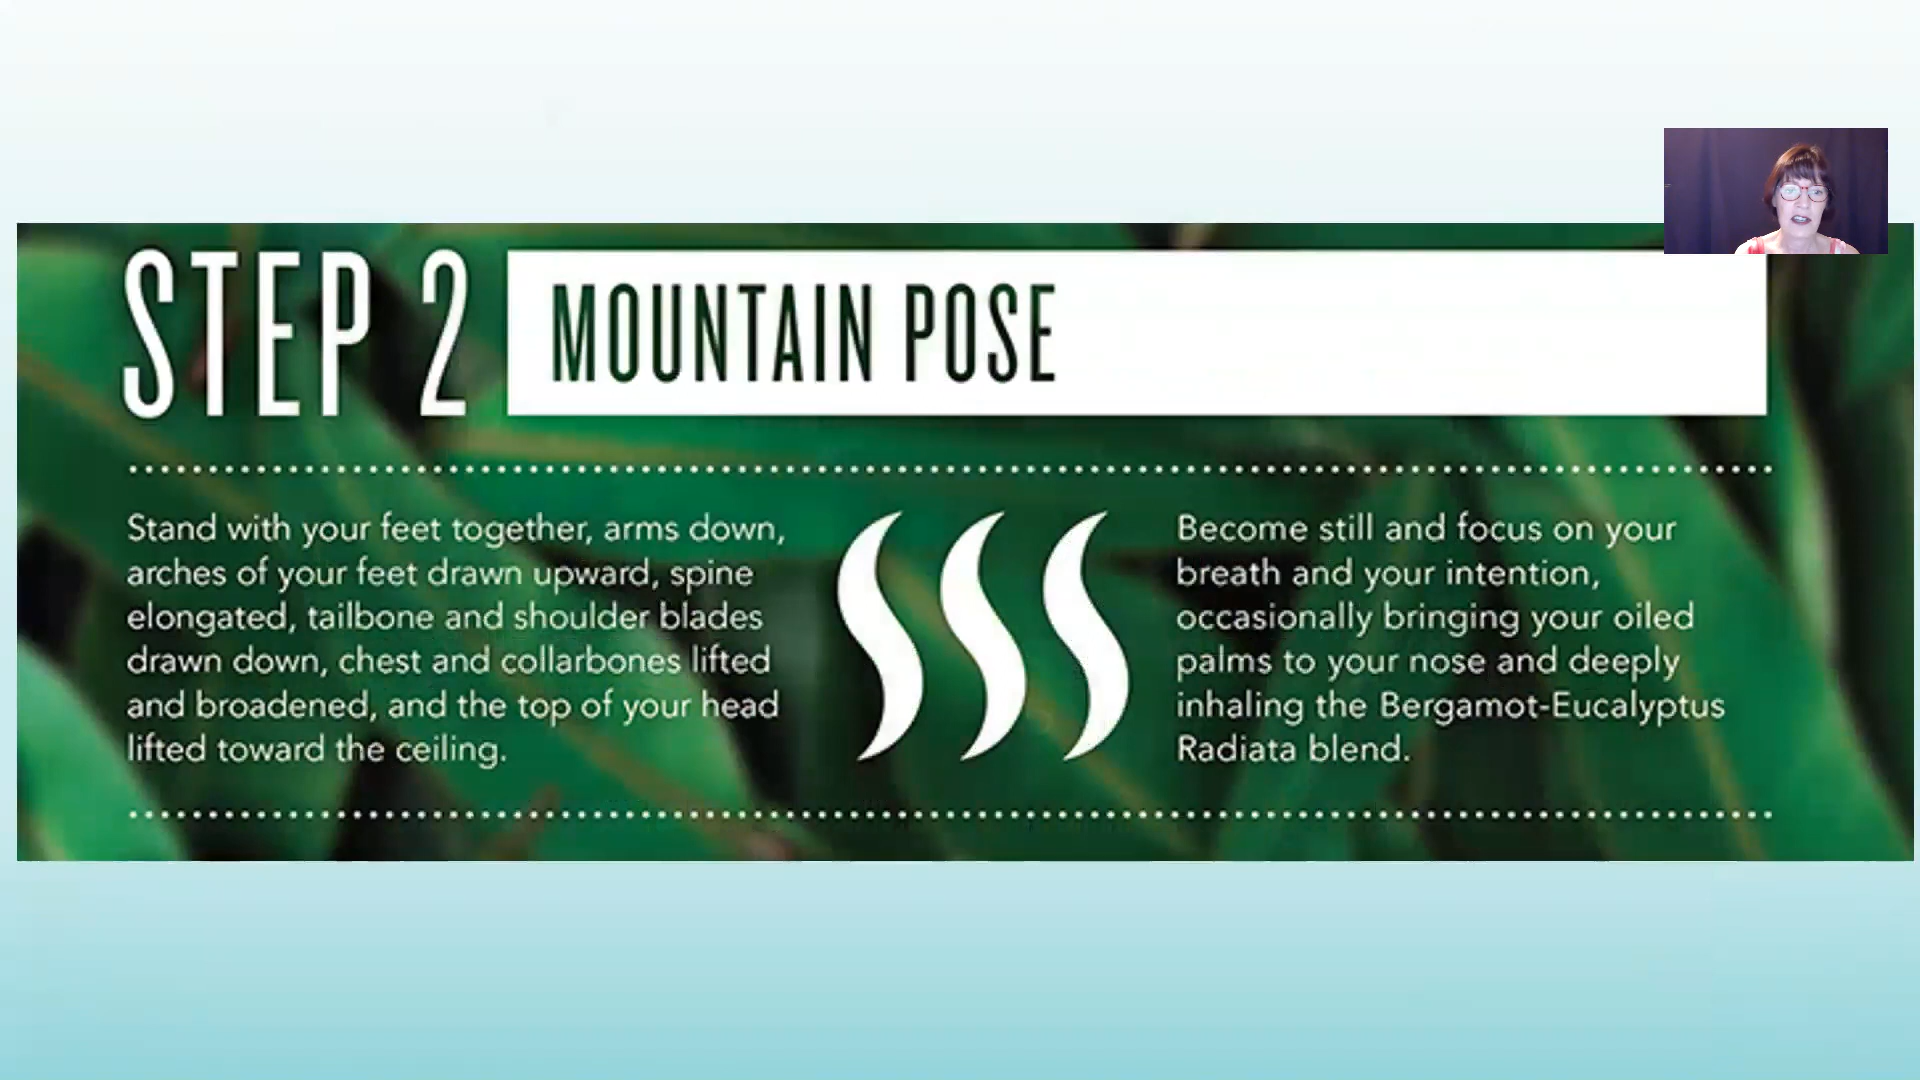 STEP 2
MOUNTAIN POSE
Stand with your feet together, arms down,
arches of your feet drawn upward, spine
elongated, tailbone and shoulder blades
drawn down, chest and collarbones lifted
and broadened, and the top of your head
lifted toward the ceiling.
Become still and focus on your
breath and your intention,
occasionally bringing your oiled
palms to your nose and deeply
inhaling the Bergamot-Eucalyptus
Radiata blend.